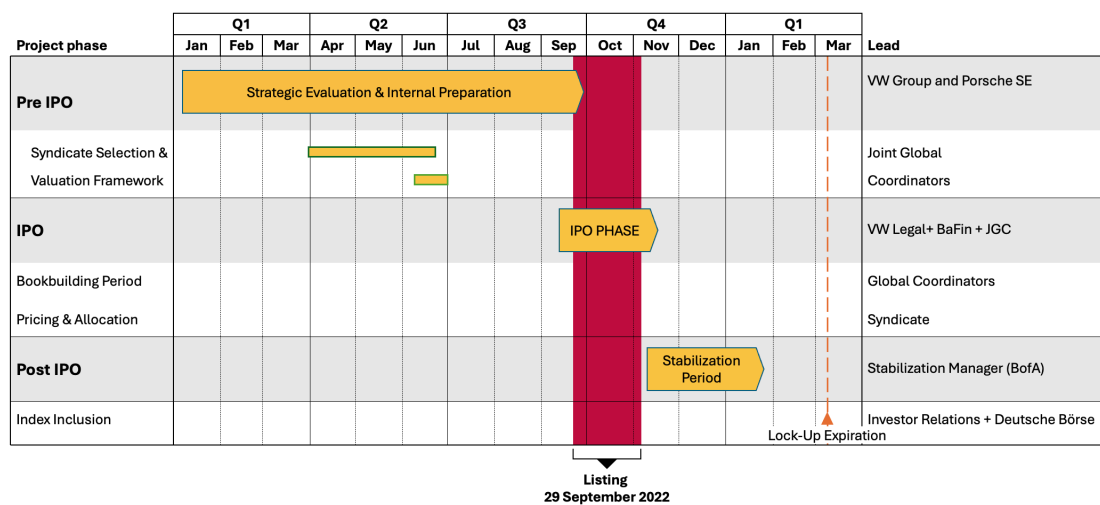 Q1 Q2 Q3 Q4 Q1
Project phase Jan Feb Mar Apr May Jun Jul Aug Sep Oct Nov Dec Jan Feb Mar Lead
Pre IPO Strategic Evaluation & Internal Preparation VW Group and Porsche SE
Syndicate Selection & Joint Global
Valuation Framework Coordinators
IPO IPO PHASE VW Legal+ BaFin + JGC
Bookbuilding Period Global Coordinators
Pricing & Allocation Syndicate
Stabilization
Post IPO Stabilization Manager (BofA)
Period
Index Inclusion Investor Relations + Deutsche Börse
Lock-Up Expiration
Listing
29 September 2022